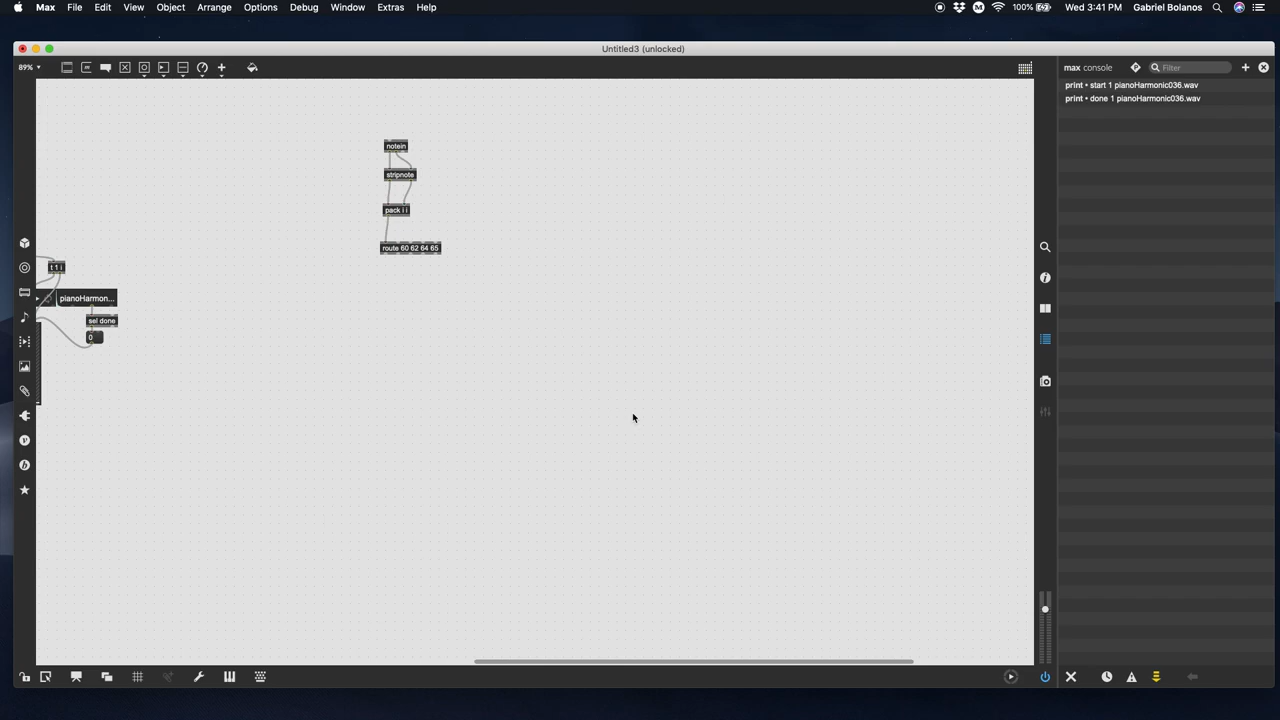 Max File Edit View Object Arrange Options Debug Window Extras Help 100% Wed 3:41 PM Gabriel Bolanos
Untitled3 (unlocked)
89% max console Filter
print • start 1 pianoHarmonic036.wav
print • done 1 pianoHarmonic036.wav
notein
stripnote
pack i i
route 60 62 64 65
t 1 i
pianoHarmon...
sel done
0